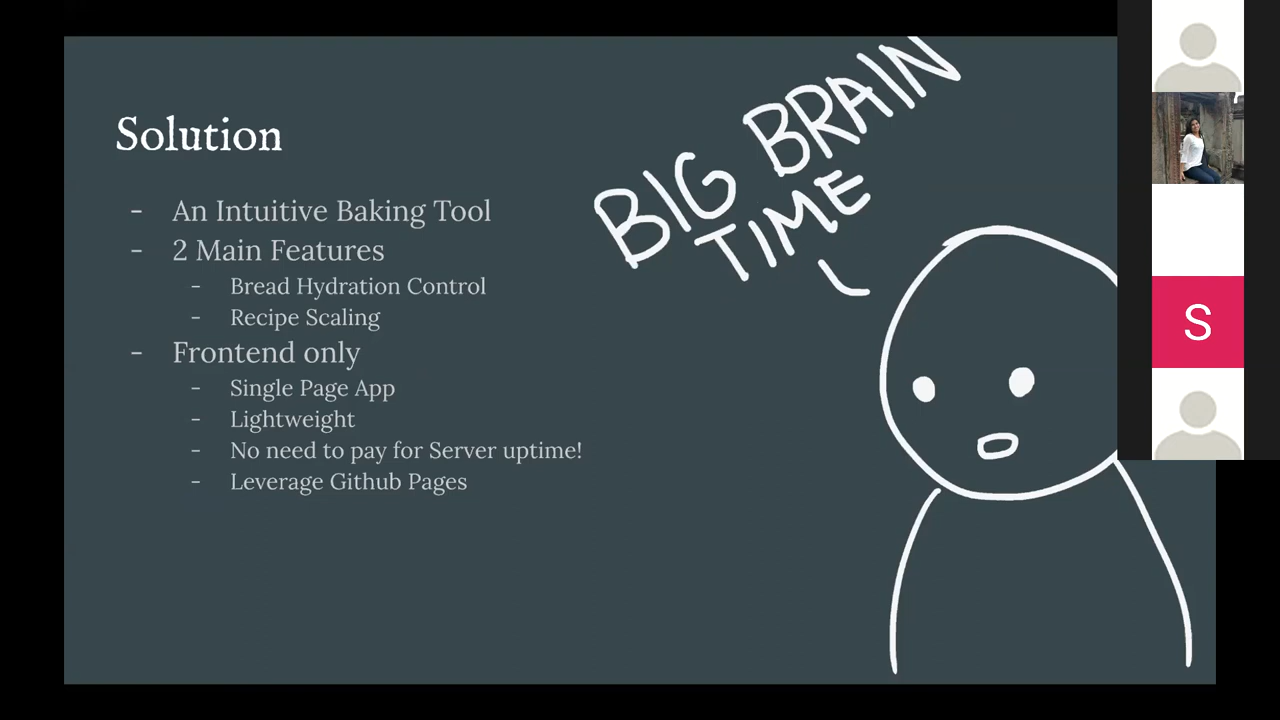 Solution
- An Intuitive Baking Tool
- 2 Main Features
- Bread Hydration Control
- Recipe Scaling
- Frontend only
- Single Page App
- Lightweight
- No need to pay for Server uptime!
- Leverage Github Pages
BIG BRAIN
TIME
S